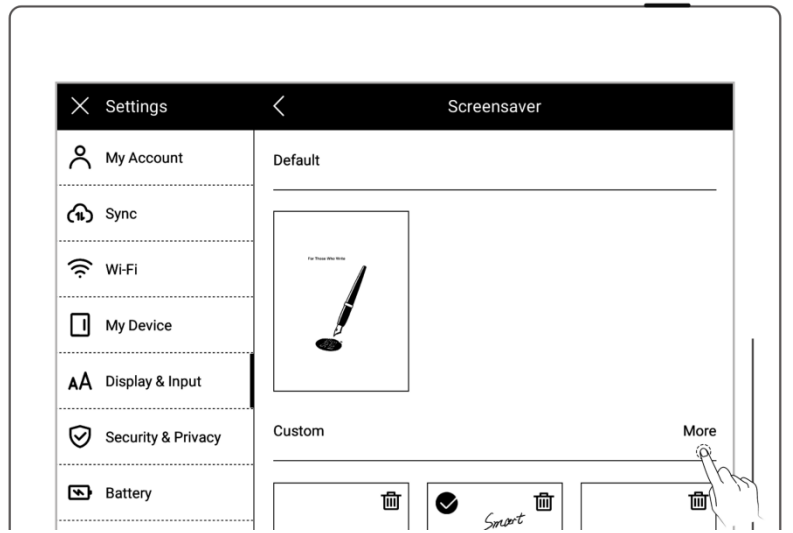 Settings
Screensaver
My Account
Sync
Wi-Fi
My Device
AA Display & Input
Security & Privacy
Battery
Default
For Those Who Write
Custom
More
Smart